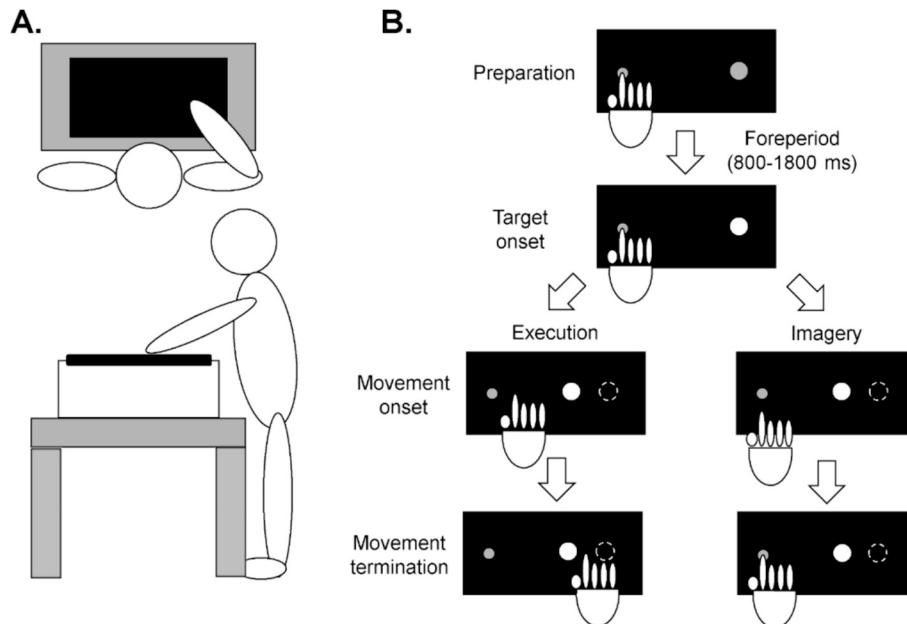 A.
B.
Preparation
Foreperiod
(800-1800 ms)
Target
onset
Execution
Imagery
Movement
onset
Movement
termination